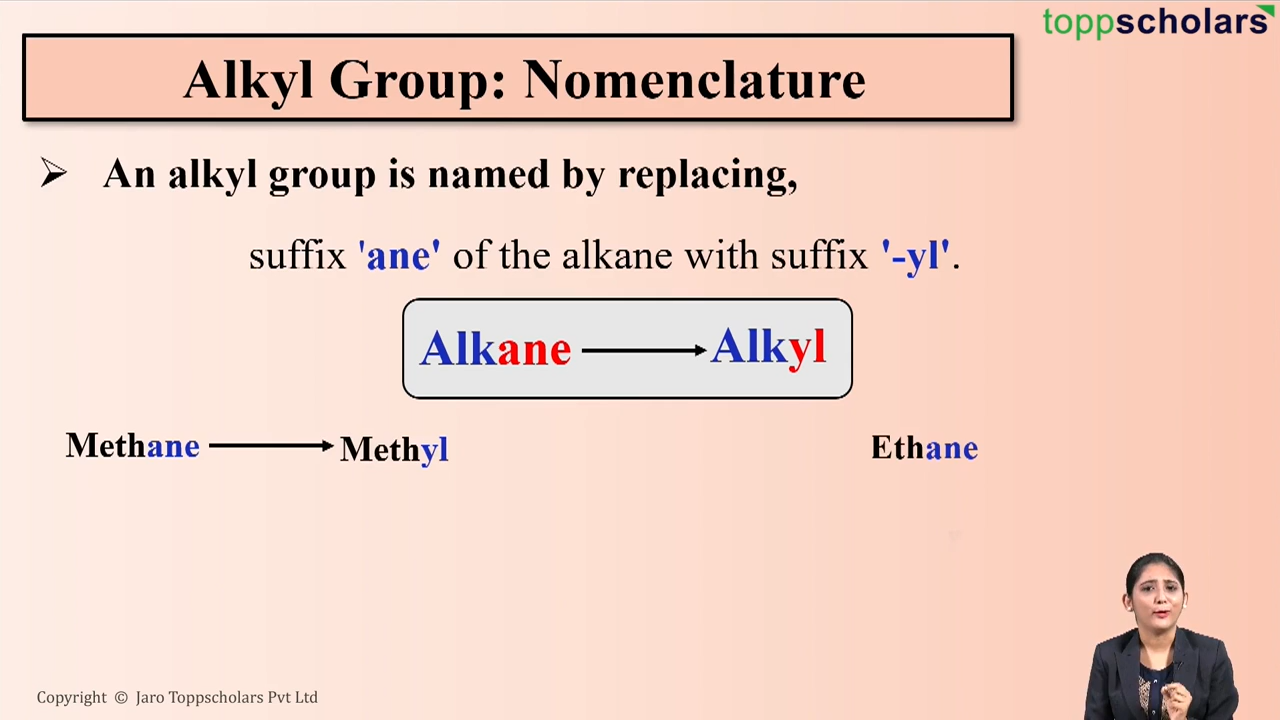 toppscholars
Alkyl Group: Nomenclature
➢ An alkyl group is named by replacing,
suffix 'ane' of the alkane with suffix '-yl'.
Alkane ⟶ Alkyl
Methane ⟶ Methyl Ethane
Copyright © Jaro Toppscholars Pvt Ltd